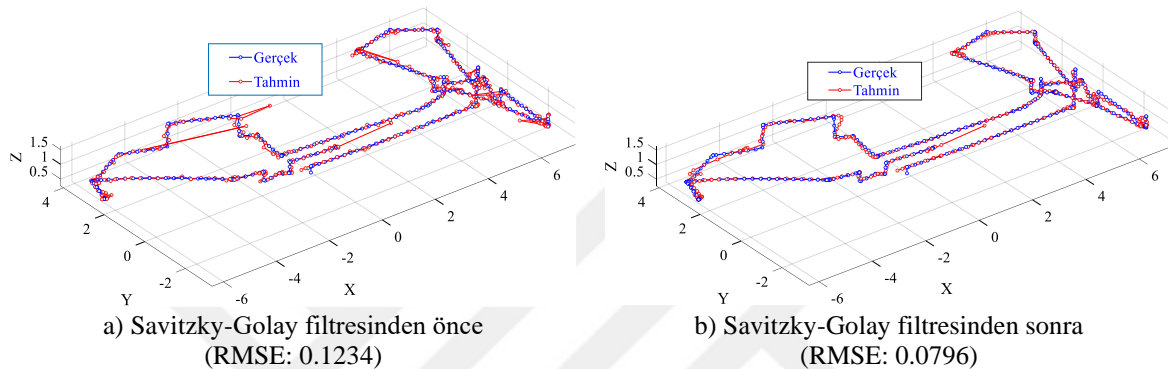 Gerçek
Tahmin
Z
1.5
1
0.5
4
2
0
-2
Y
-6
-4
-2
0
2
4
6
X
a) Savitzky-Golay filtresinden önce
(RMSE: 0.1234)
Gerçek
Tahmin
Z
1.5
1
0.5
4
2
0
-2
Y
-6
-4
-2
0
2
4
6
X
b) Savitzky-Golay filtresinden sonra
(RMSE: 0.0796)